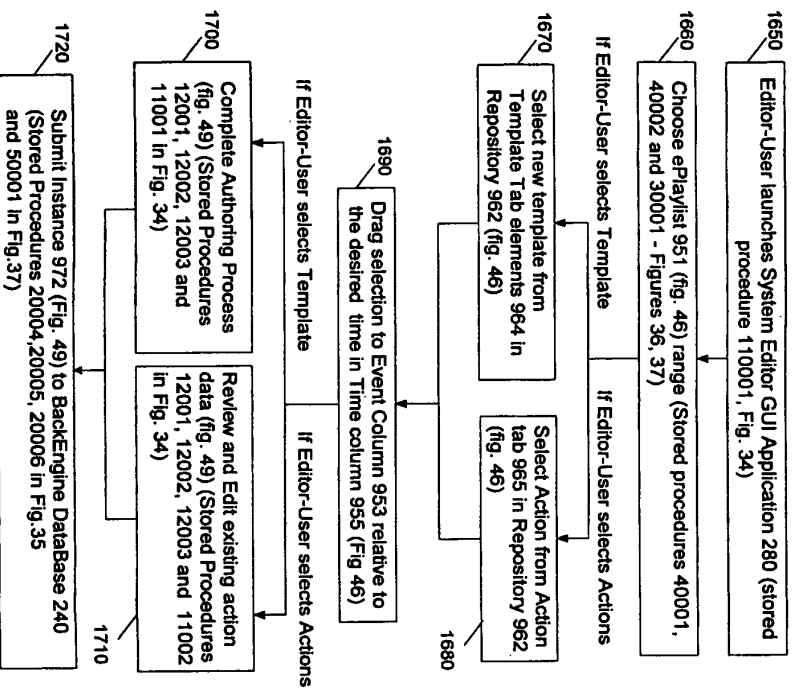 1650
Editor-User launches System Editor GUI Application 280 (stored
procedure 110001, Fig. 34)
1660
Choose ePlaylist 951 (fig. 46) range (Stored procedures 40001,
40002 and 30001 - Figures 36, 37)
If Editor-User selects Template
If Editor-User selects Actions
1670
Select new template from
Template Tab elements 964 in
Repository 962 (fig. 46)
Select Action from Action
tab 965 in Repository 962
(fig. 46)
1680
1690
Drag selection to Event Column 953 relative to
the desired time in Time column 955 (Fig 46)
If Editor-User selects Template
If Editor-User selects Actions
1700
Complete Authoring Process
(fig. 49) (Stored Procedures
12001, 12002, 12003 and
11001 in Fig. 34)
Review and Edit existing action
data (fig. 49) (Stored Procedures
12001, 12002, 12003 and 11002
in Fig. 34)
1710
1720
Submit Instance 972 (Fig. 49) to BackEngine DataBase 240
(Stored Procedures 20004,20005, 20006 in Fig.35
and 50001 in Fig.37)